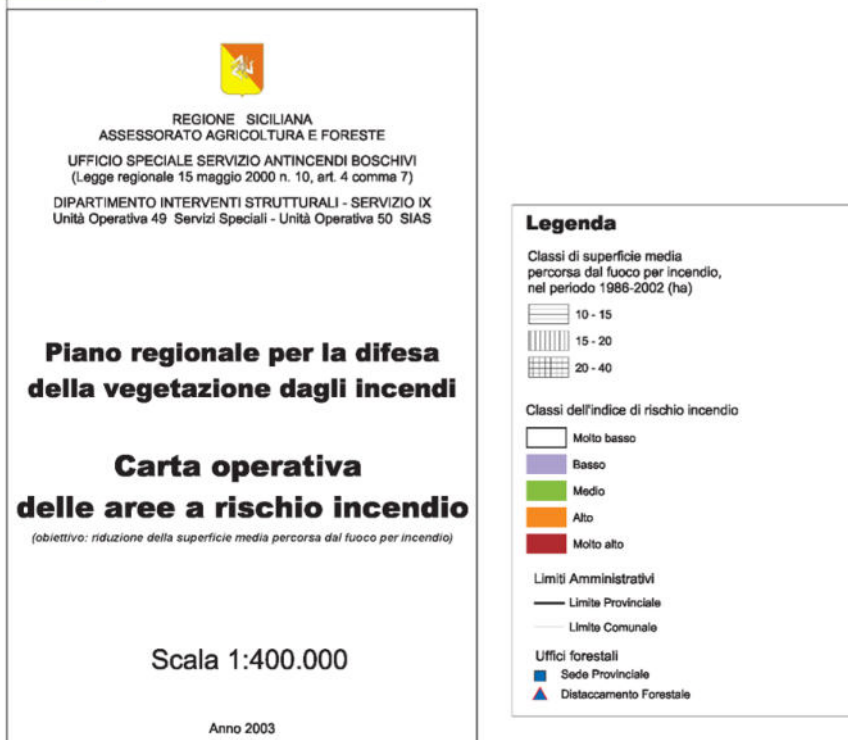 REGIONE SICILIANA
ASSESSORATO AGRICOLTURA E FORESTE
UFFICIO SPECIALE SERVIZIO ANTINCENDI BOSCHIVI
(Legge regionale 15 maggio 2000 n. 10, art. 4 comma 7)
DIPARTIMENTO INTERVENTI STRUTTURALI - SERVIZIO IX
Unità Operativa 49 Servizi Speciali - Unità Operativa 50 SIAS
Piano regionale per la difesa
della vegetazione dagli incendi
Carta operativa
delle aree a rischio incendio
(obiettivo: riduzione della superficie media percorsa dal fuoco per incendio)
Scala 1:400.000
Anno 2003
Legenda
Classi di superficie media
percorsa dal fuoco per incendio,
nel periodo 1986-2002 (ha)
10 - 15
15 - 20
20 - 40
Classi dell'indice di rischio incendio
Molto basso
Basso
Medio
Alto
Molto alto
Limiti Amministrativi
Limite Provinciale
Limite Comunale
Uffici forestali
Sede Provinciale
Distaccamento Forestale